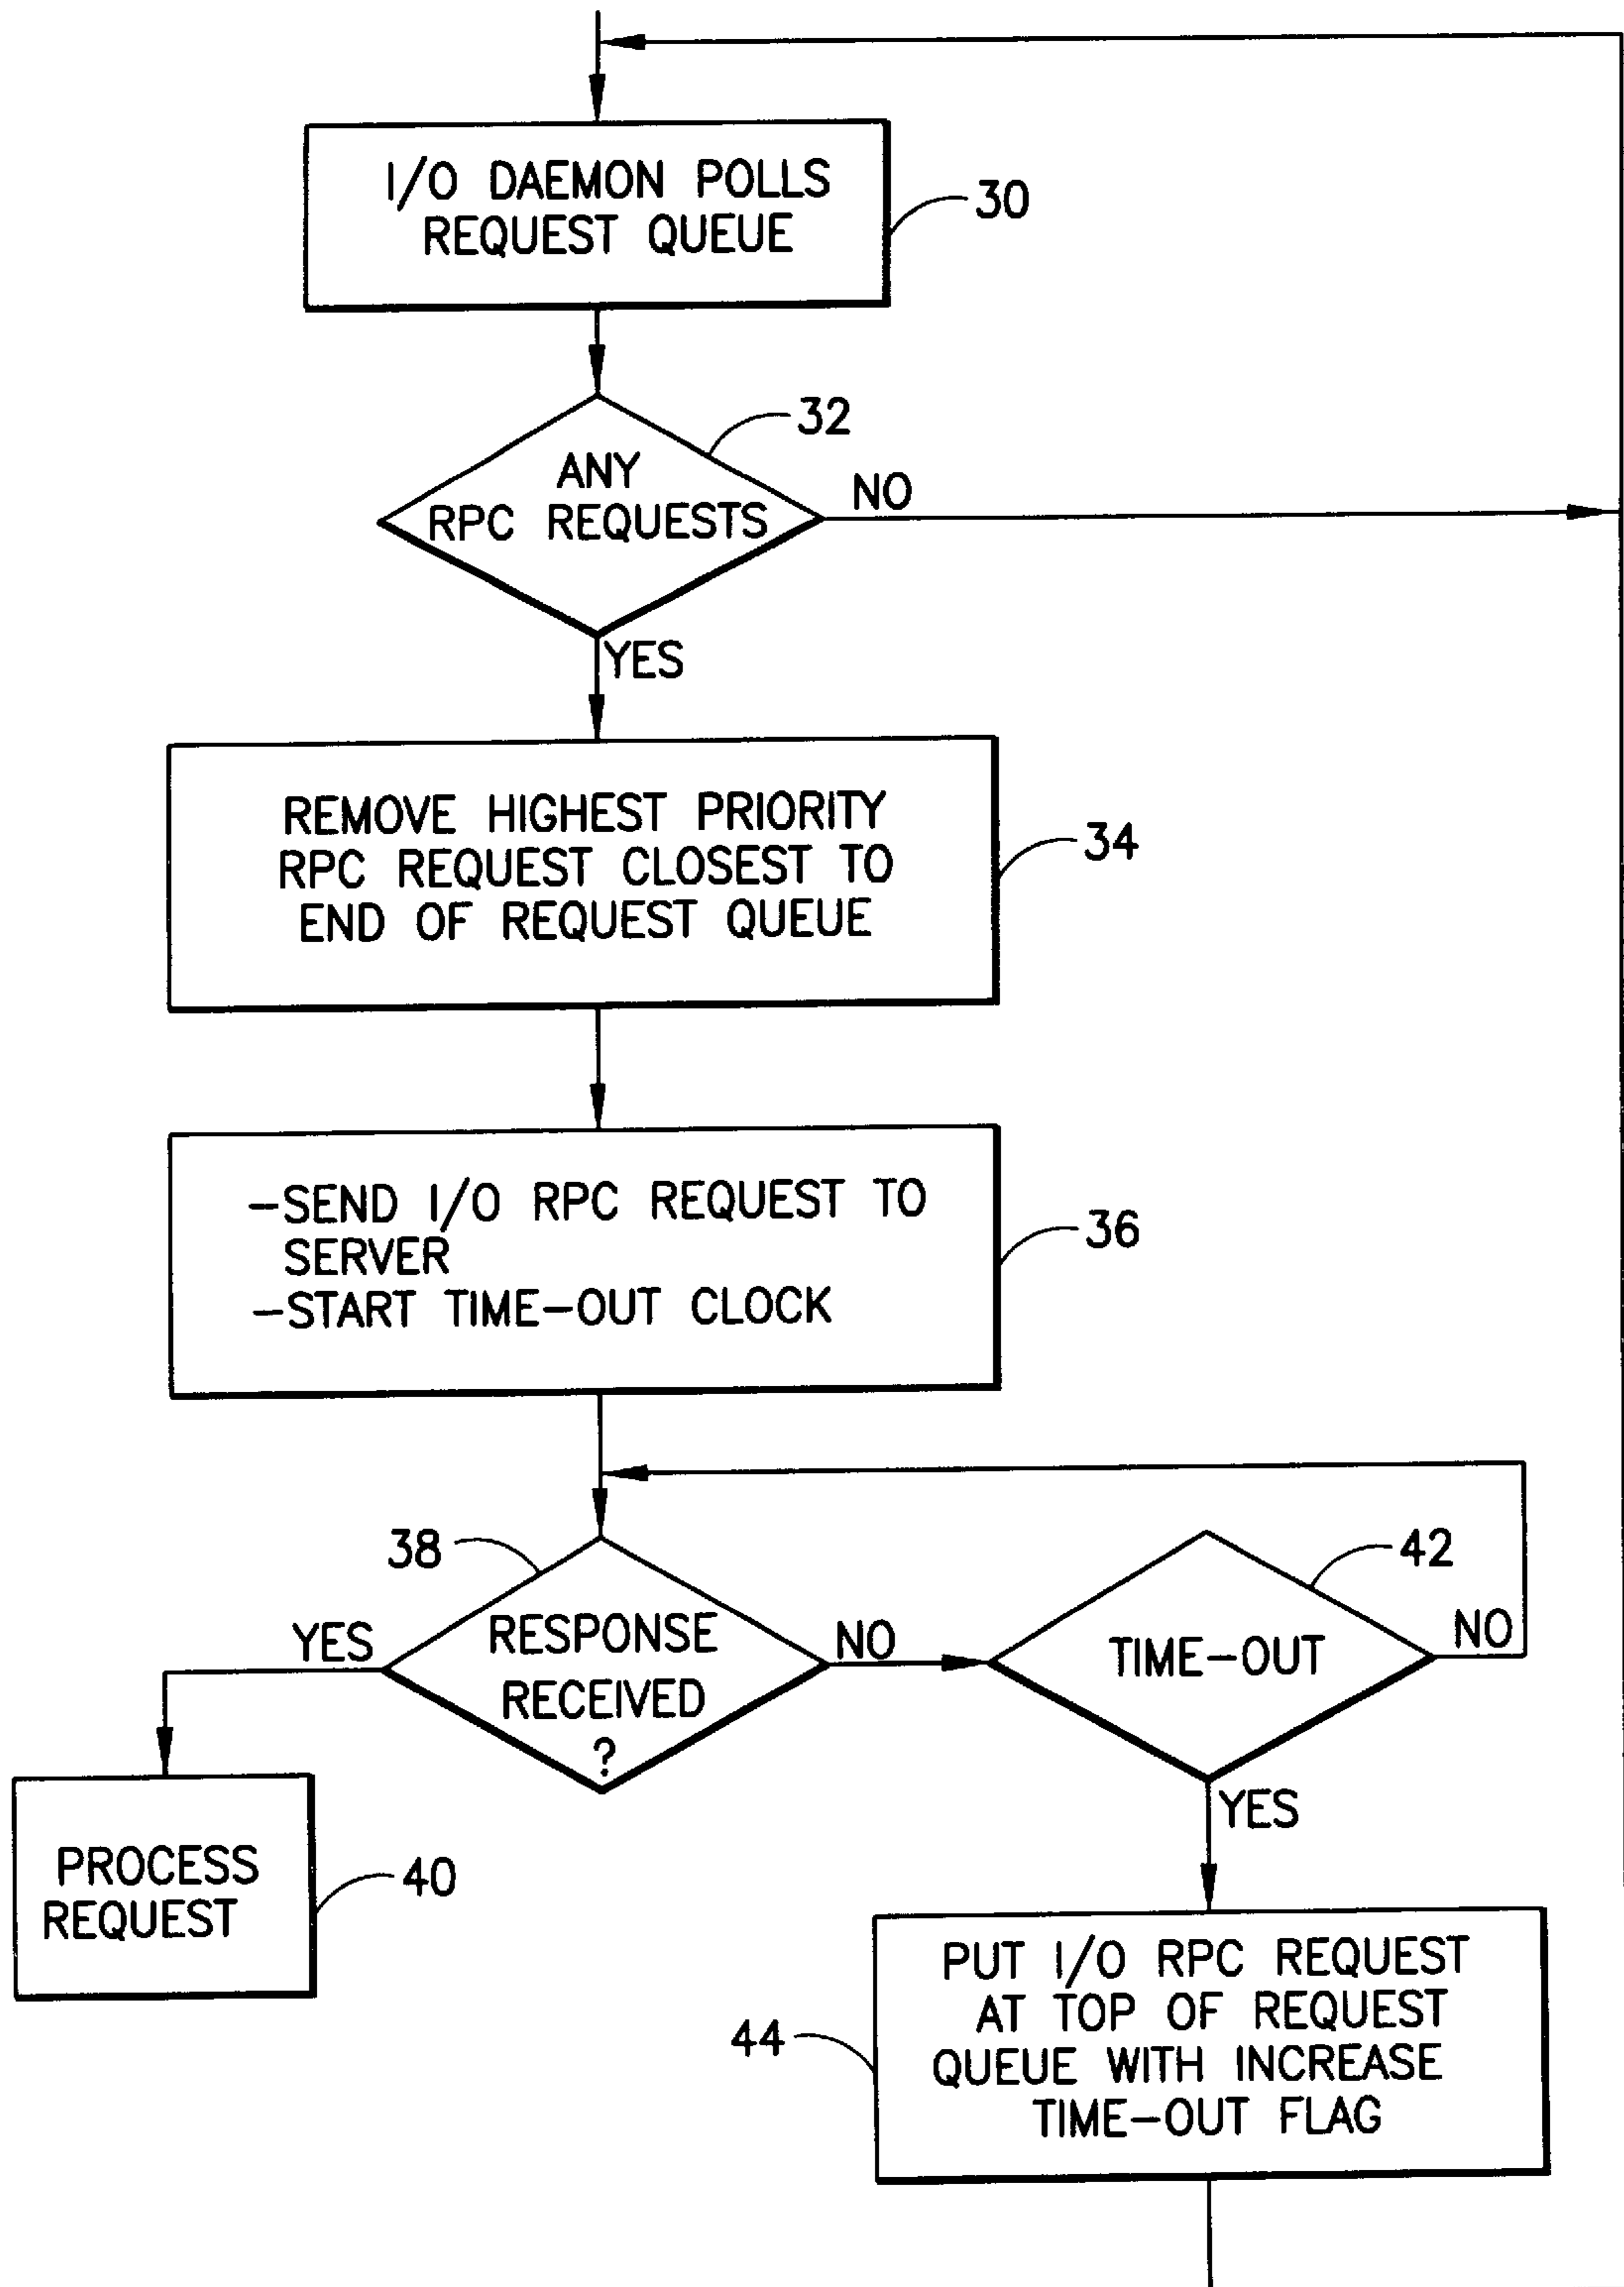 I/O DAEMON POLLS
REQUEST QUEUE
30
32
ANY
RPC REQUESTS
NO
YES
REMOVE HIGHEST PRIORITY
RPC REQUEST CLOSEST TO
END OF REQUEST QUEUE
34
-SEND I/O RPC REQUEST TO
SERVER
-START TIME-OUT CLOCK
36
38
RESPONSE
RECEIVED
?
YES
NO
42
TIME-OUT
NO
YES
PROCESS
REQUEST
40
PUT I/O RPC REQUEST
AT TOP OF REQUEST
QUEUE WITH INCREASE
TIME-OUT FLAG
44